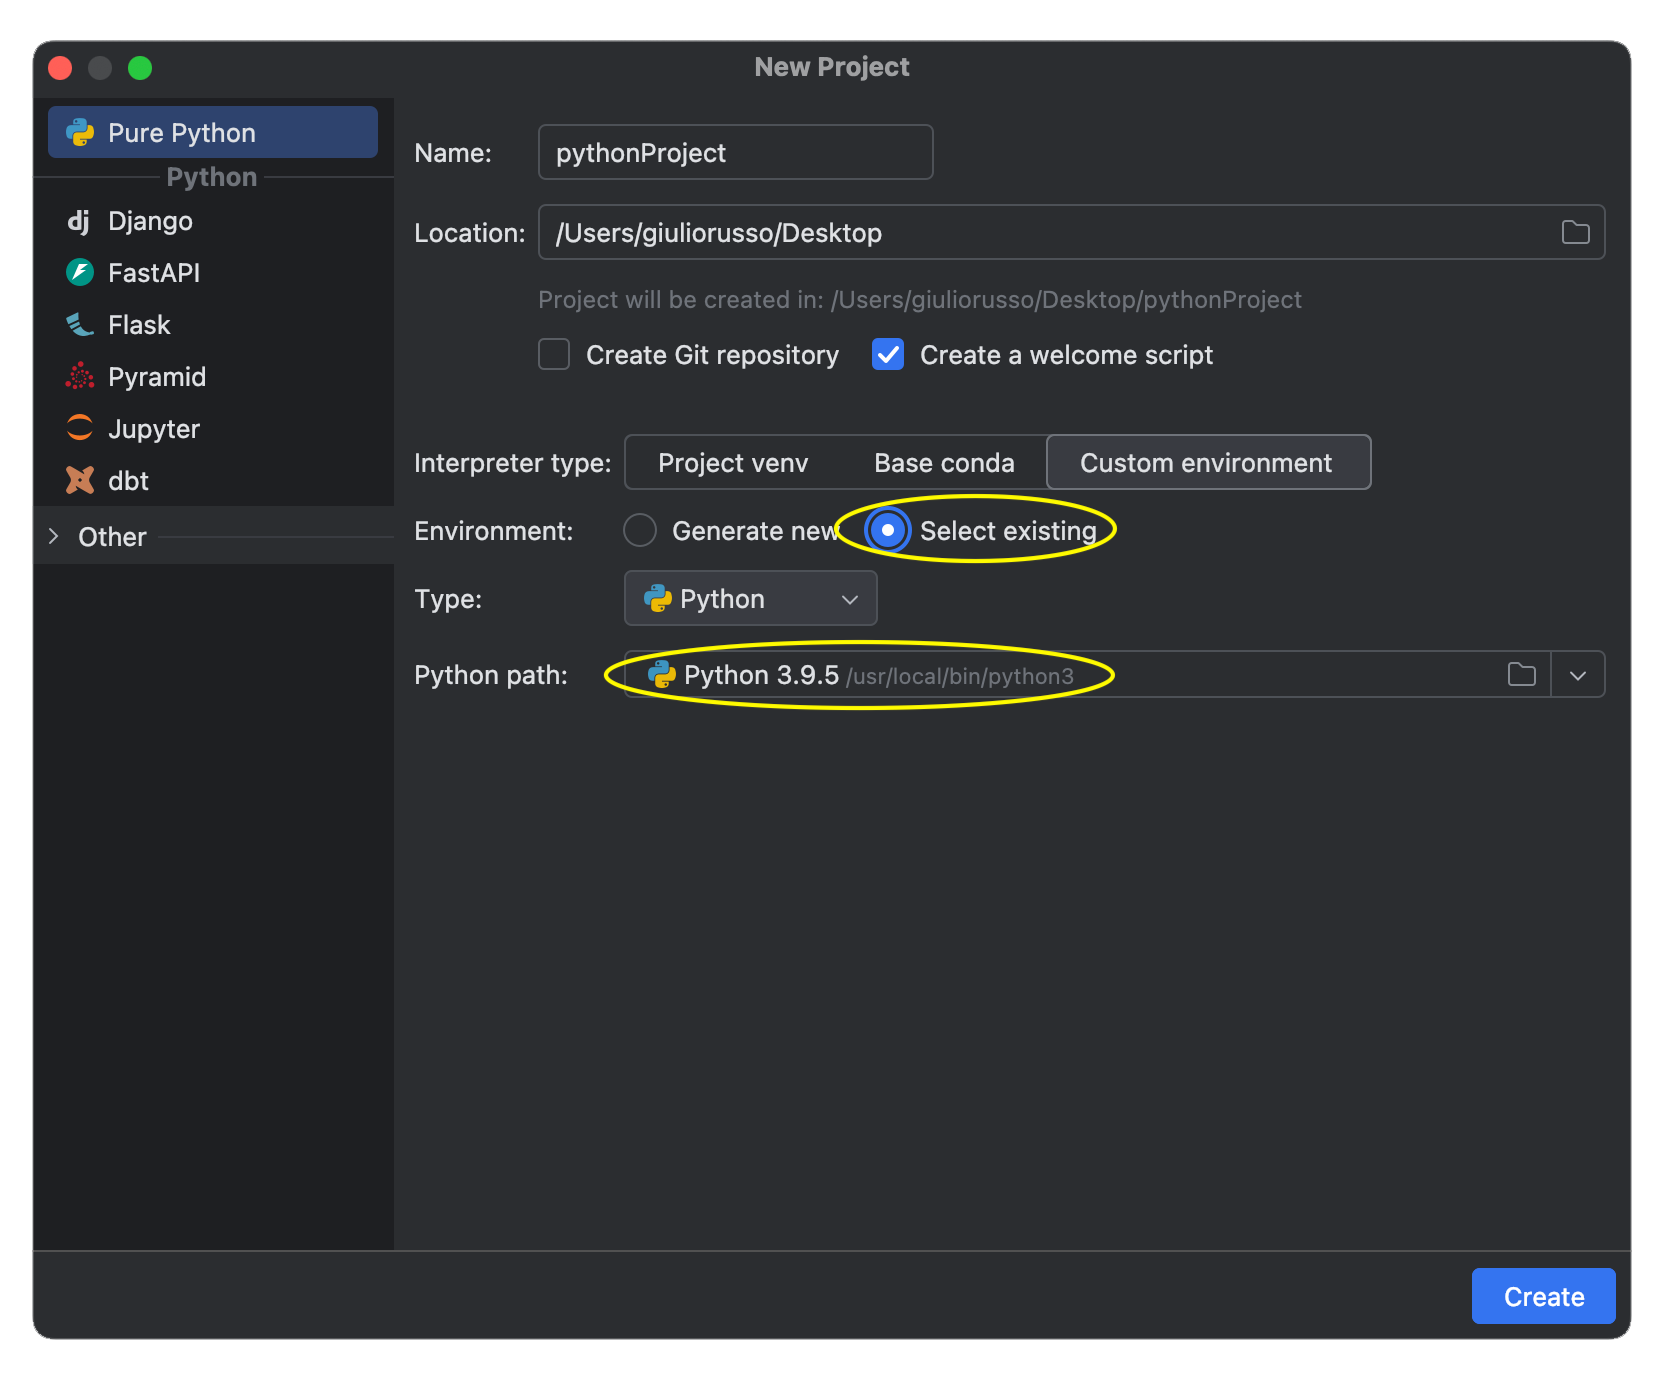 New Project
Pure Python
Python
dj Django
FastAPI
Flask
Pyramid
Jupyter
dbt
Other
Name: pythonProject
Location: /Users/giuliorusso/Desktop
Project will be created in: /Users/giuliorusso/Desktop/pythonProject
Create Git repository Create a welcome script
Interpreter type: Project venv Base conda Custom environment
Environment: Generate new Select existing
Type: Python
Python path: Python 3.9.5 /usr/local/bin/python3
Create